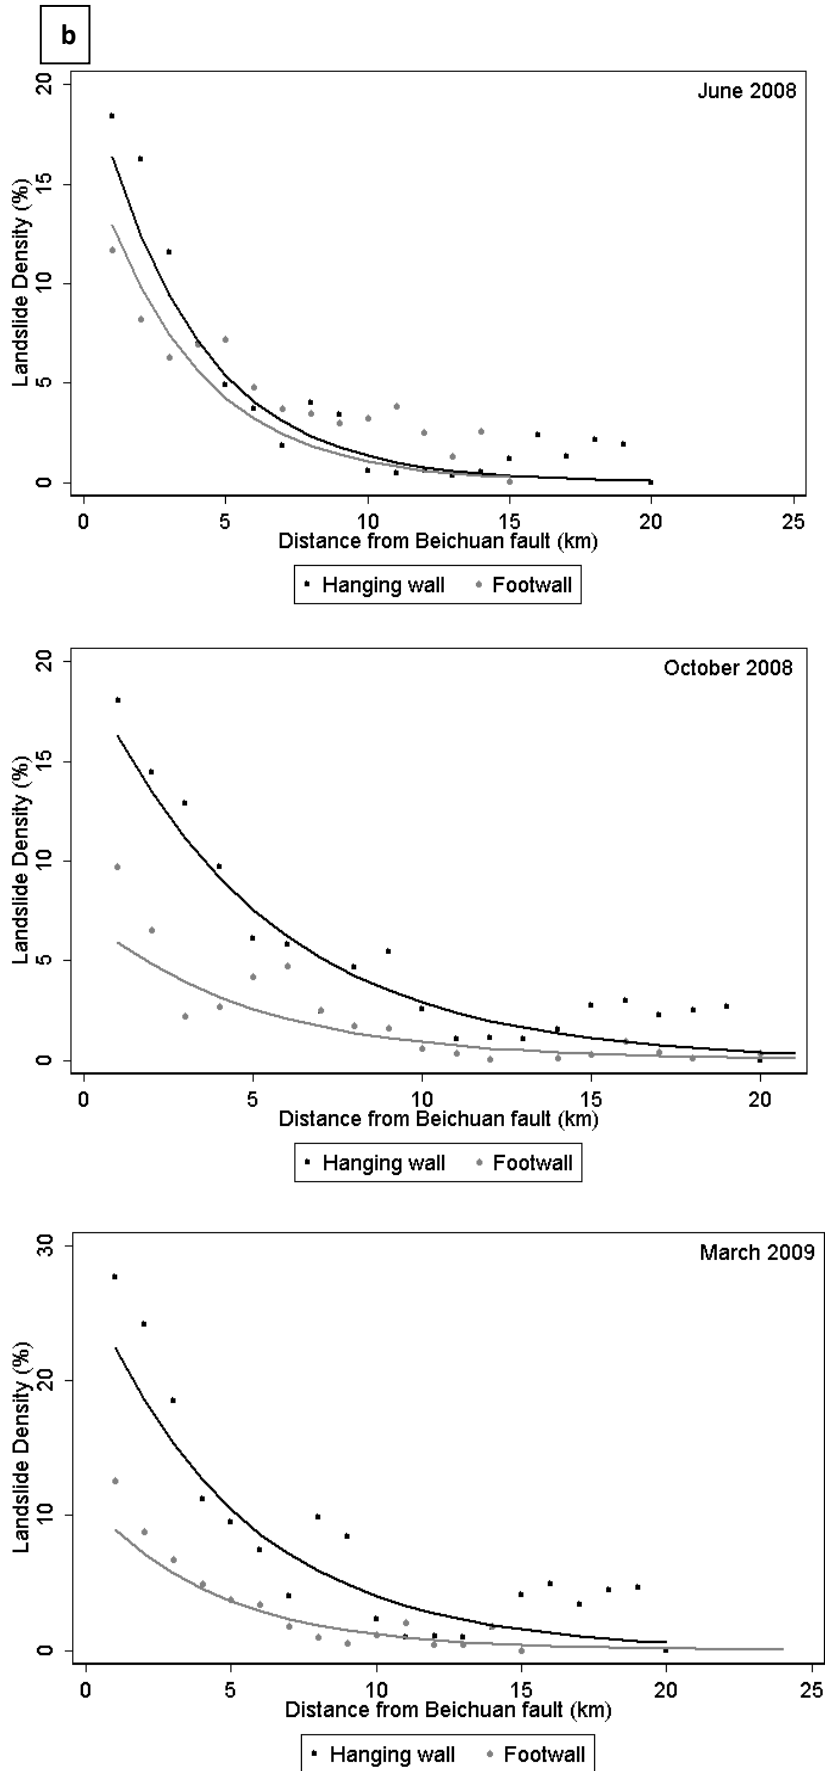 b
June 2008
Landslide Density (%)
20
15
10
5
0
0 5 10 15 20 25
Distance from Beichuan fault (km)
Hanging wall Footwall
October 2008
Landslide Density (%)
20
15
10
5
0
0 5 10 15 20
Distance from Beichuan fault (km)
Hanging wall Footwall
March 2009
Landslide Density (%)
30
20
10
0
0 5 10 15 20 25
Distance from Beichuan fault (km)
Hanging wall Footwall